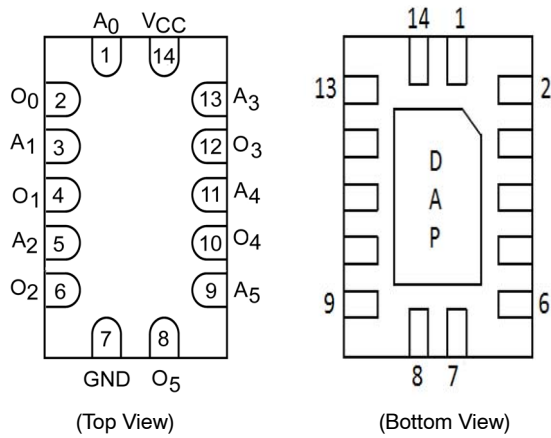 A0 VCC
1 14
O0 2 13 A3
A1 3 12 O3
O1 4 11 A4
A2 5 10 O4
O2 6 9 A5
7 8
GND O5
(Top View)
14 1
13 2
D
A
P
9 6
8 7
(Bottom View)